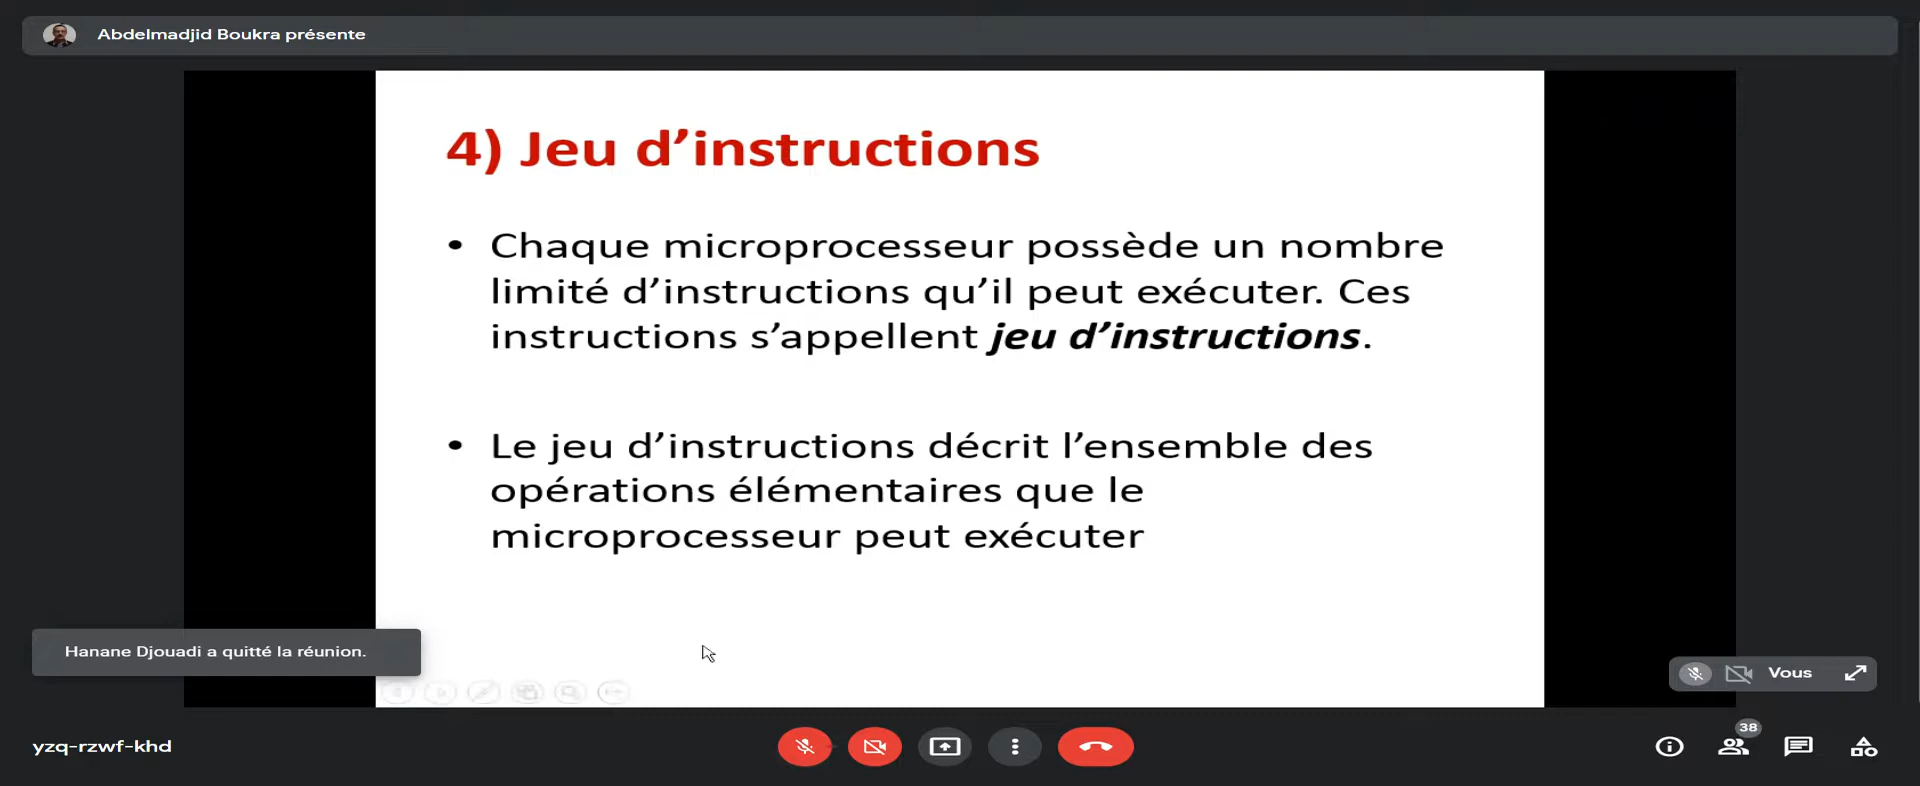 Abdelmadjid Boukra présente
4) Jeu d’instructions
• Chaque microprocesseur possède un nombre
limité d’instructions qu’il peut exécuter. Ces
instructions s’appellent jeu d’instructions.
• Le jeu d’instructions décrit l’ensemble des
opérations élémentaires que le
microprocesseur peut exécuter
Hanane Djouadi a quitté la réunion.
Vous
yzq-rzwf-khd
38